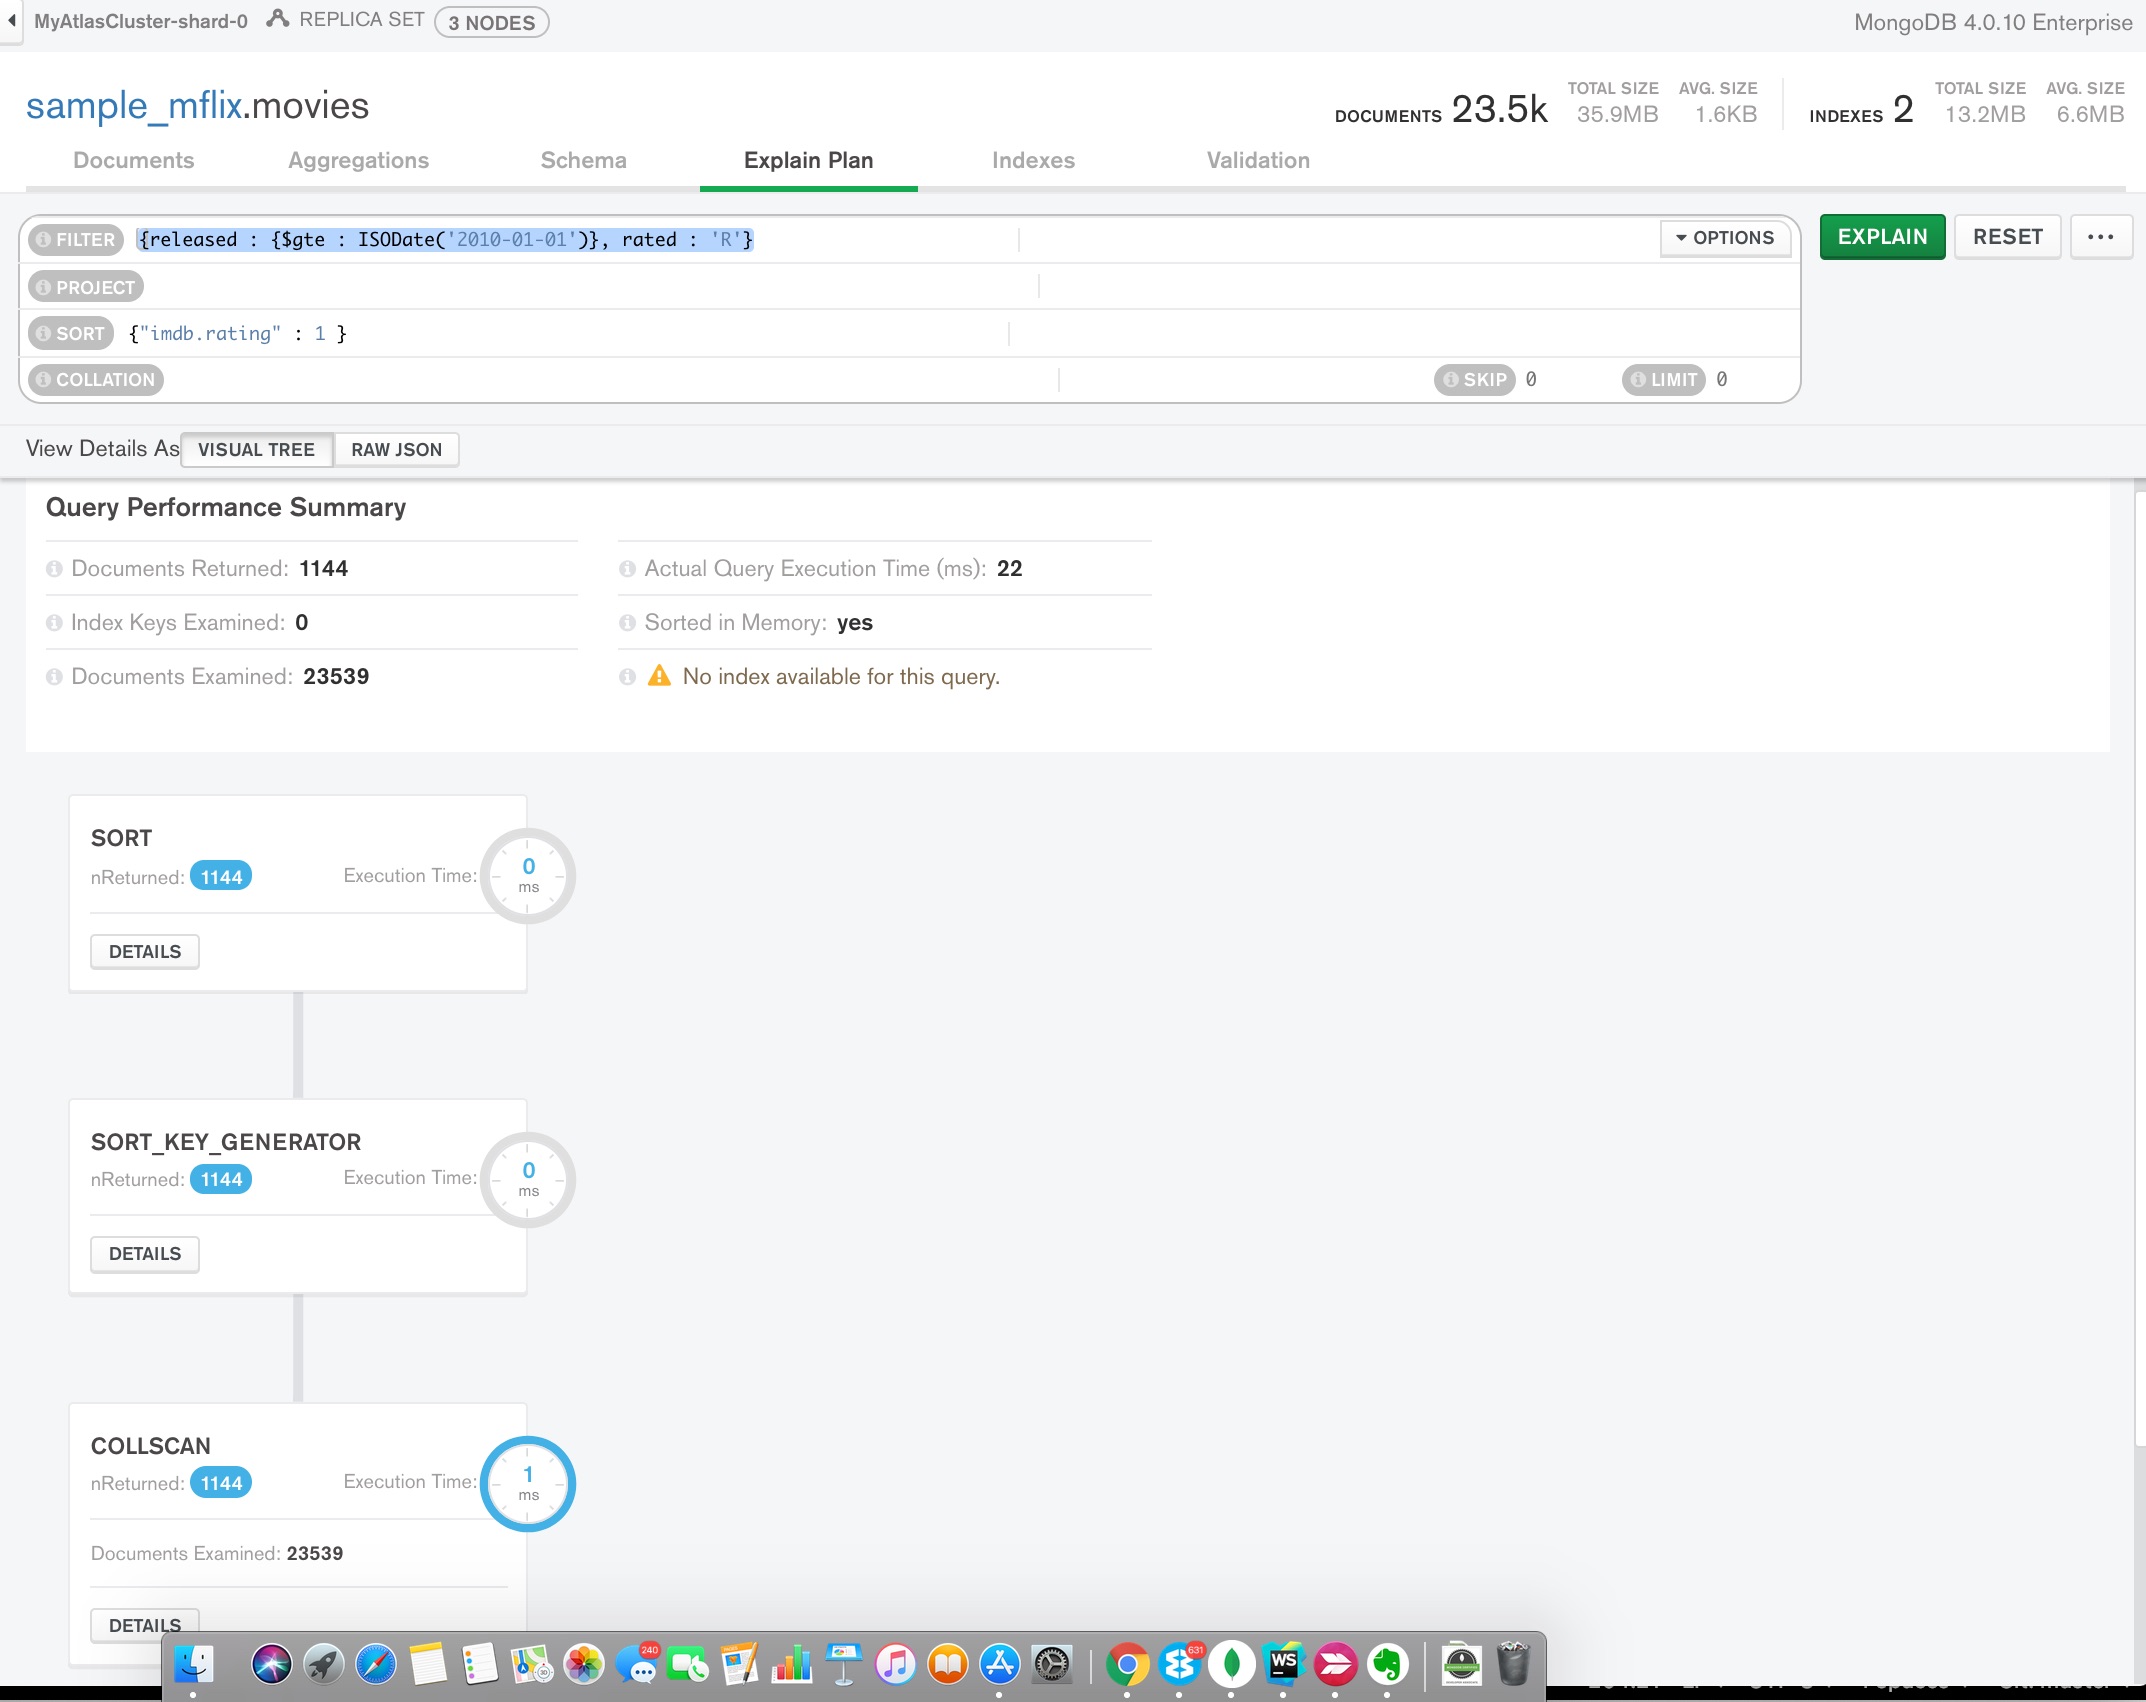 MyAtlasCluster-shard-0 REPLICA SET 3 NODES MongoDB 4.0.10 Enterprise
sample_mflix.movies
DOCUMENTS 23.5k TOTAL SIZE 35.9MB AVG. SIZE 1.6KB INDEXES 2 TOTAL SIZE 13.2MB AVG. SIZE 6.6MB
Documents Aggregations Schema Explain Plan Indexes Validation
FILTER {released : {$gte : ISODate('2010-01-01')}, rated : 'R'} OPTIONS EXPLAIN RESET ...
PROJECT
SORT {"imdb.rating" : 1 }
COLLATION SKIP 0 LIMIT 0
View Details As VISUAL TREE RAW JSON
Query Performance Summary
Documents Returned: 1144 Actual Query Execution Time (ms): 22
Index Keys Examined: 0 Sorted in Memory: yes
Documents Examined: 23539 No index available for this query.
SORT
nReturned: 1144 Execution Time: 0 ms
DETAILS
SORT_KEY_GENERATOR
nReturned: 1144 Execution Time: 0 ms
DETAILS
COLLSCAN
nReturned: 1144 Execution Time: 1 ms
Documents Examined: 23539
DETAILS
240 631
WS